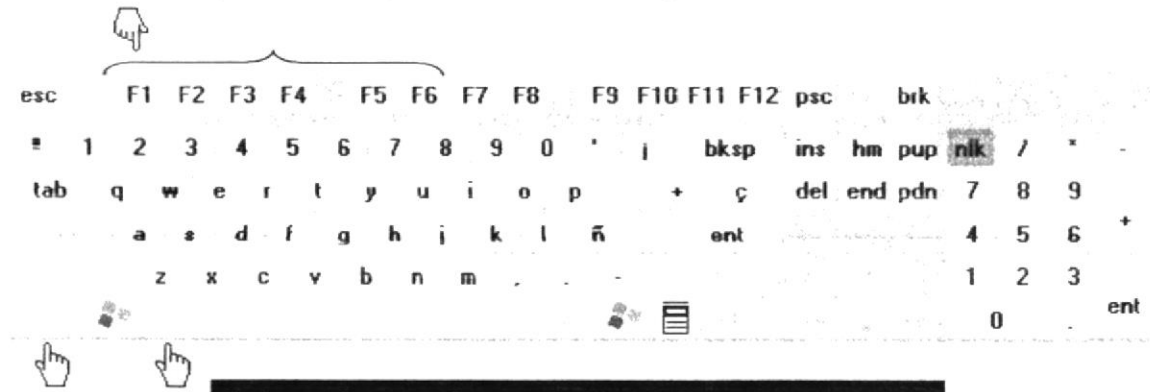 esc F1 F2 F3 F4 F5 F6 F7 F8 F9 F10 F11 F12 psc brk
º 1 2 3 4 5 6 7 8 9 0 ' ¡ bksp ins hm pup nlk / * -
tab q w e r t y u i o p + ç del end pdn 7 8 9
a s d f g h j k l ñ ent 4 5 6 +
z x c v b n m , . - 1 2 3
0 . ent